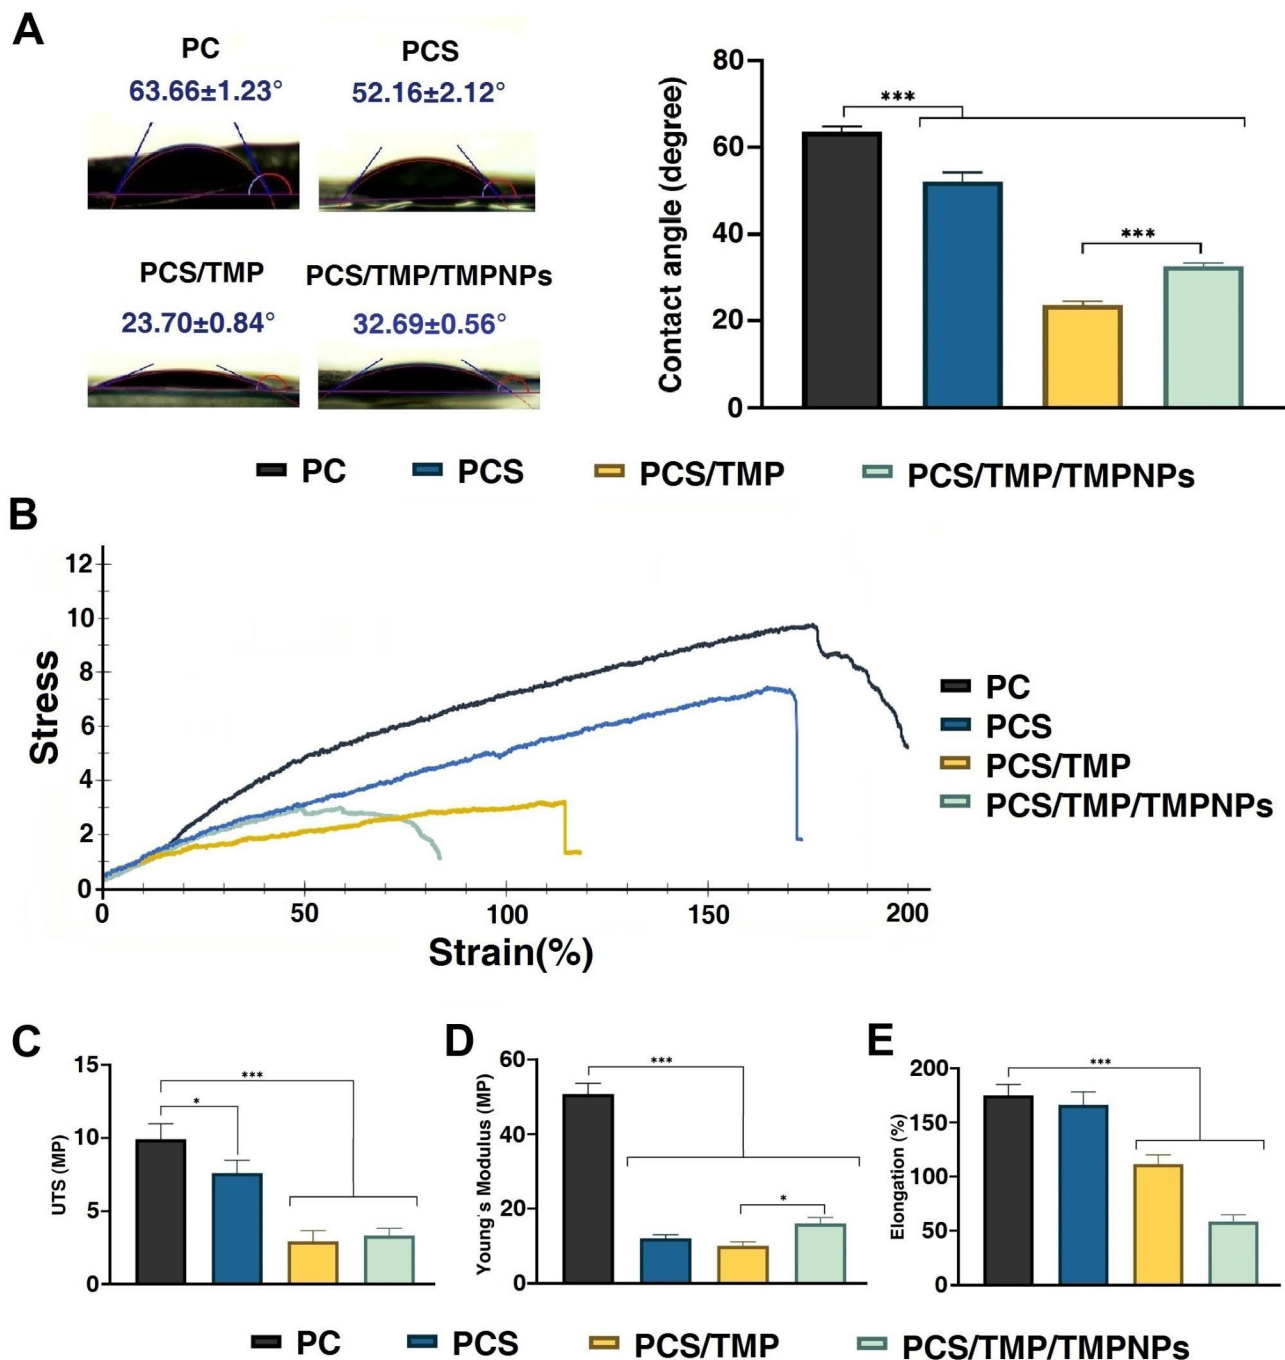 A
PC
63.66±1.23°
PCS
52.16±2.12°
PCS/TMP
23.70±0.84°
PCS/TMP/TMPNPs
32.69±0.56°
Contact angle (degree)
80
60
40
20
0
***
***
PC
PCS
PCS/TMP
PCS/TMP/TMPNPs
B
Stress
12
10
8
6
4
2
0
0
50
100
150
200
Strain(%)
PC
PCS
PCS/TMP
PCS/TMP/TMPNPs
C
UTS (MP)
15
10
5
0
***
*
D
Young`s Modulus (MP)
60
40
20
0
***
*
E
Elongation (%)
200
150
100
50
0
***
PC
PCS
PCS/TMP
PCS/TMP/TMPNPs